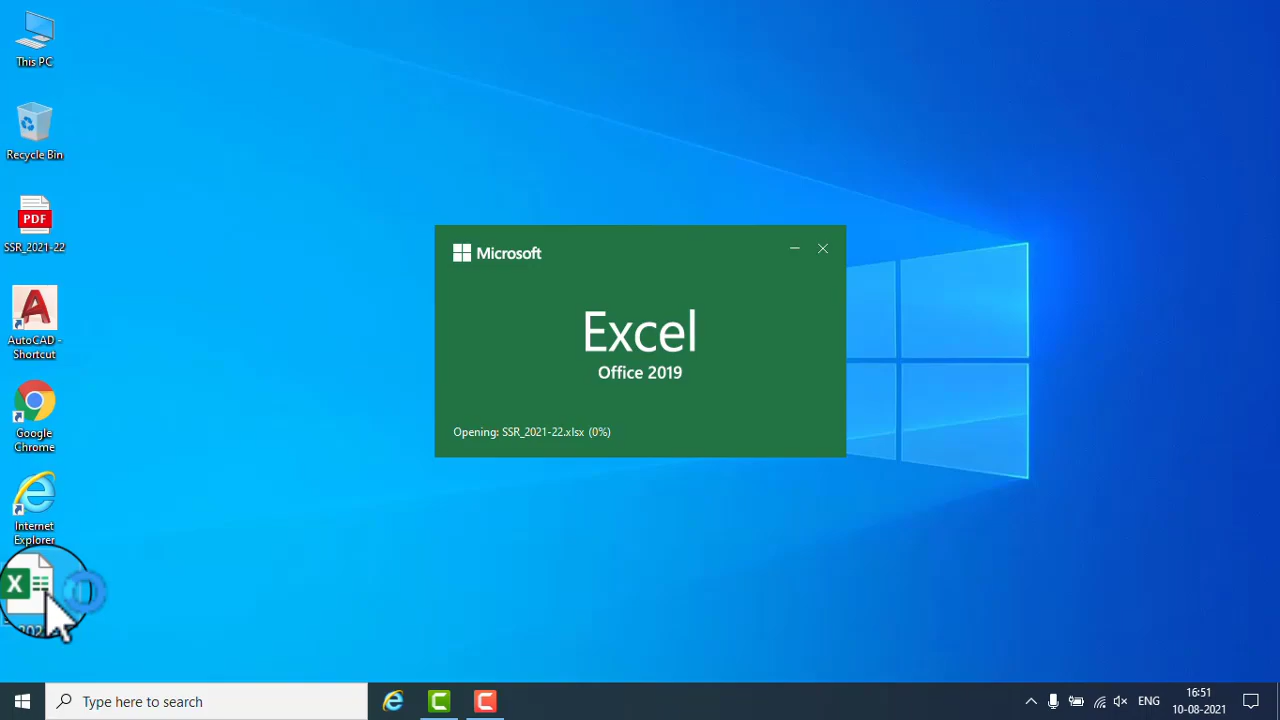 This PC
Recycle Bin
PDF
SSR_2021-22
AutoCAD -
Shortcut
Google
Chrome
Internet
Explorer
X
Microsoft
Excel
Office 2019
Opening: SSR_2021-22.xlsx (0%)
Type here to search
ENG
16:51
10-08-2021